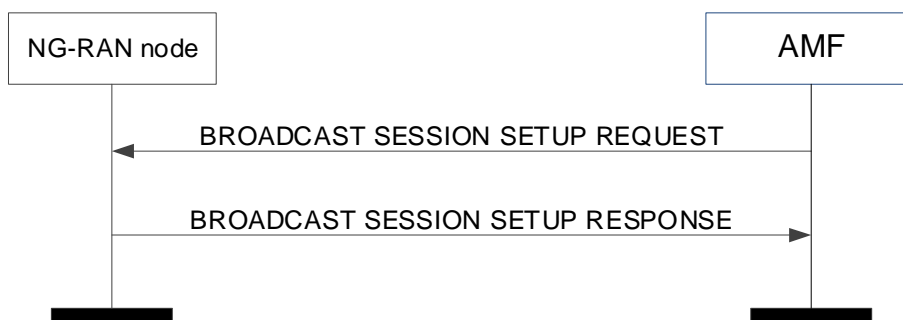 NG-RAN node
AMF
BROADCAST SESSION SETUP REQUEST
BROADCAST SESSION SETUP RESPONSE